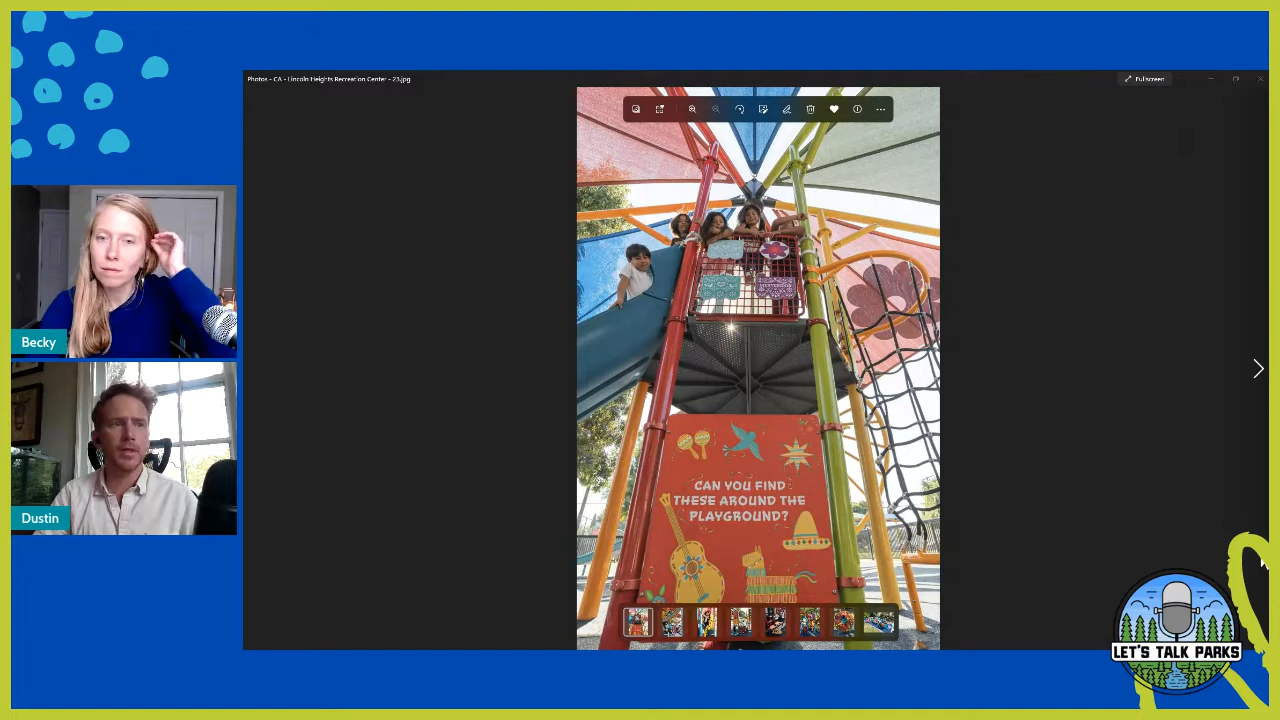 Photos - CA - Lincoln Heights Recreation Center - 23.jpg
Fullscreen
Becky
Dustin
CAN YOU FIND
THESE AROUND THE
PLAYGROUND?
LET'S TALK PARKS